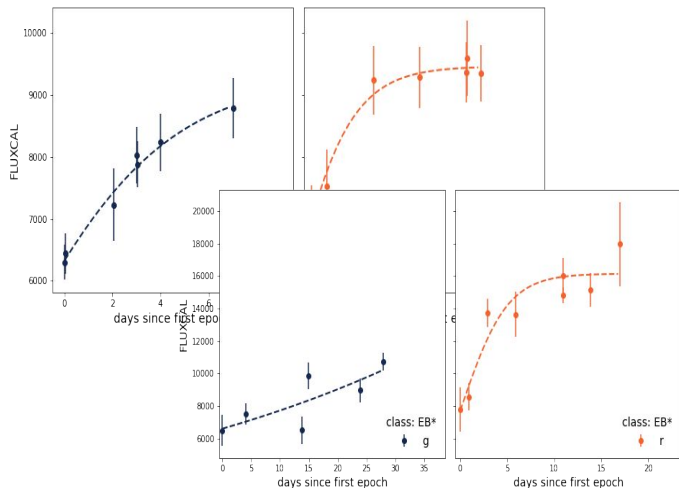 10000
9000
8000
7000
6000
FLUXCAL
0
2
4
6
days since first epo
e
20000
18000
16000
14000
12000
10000
8000
6000
FLUXCAL
class: EB*
g
class: EB*
r
0 5 10 15 20 25 30 35
0 5 10 15 20
days since first epoch
days since first epoch